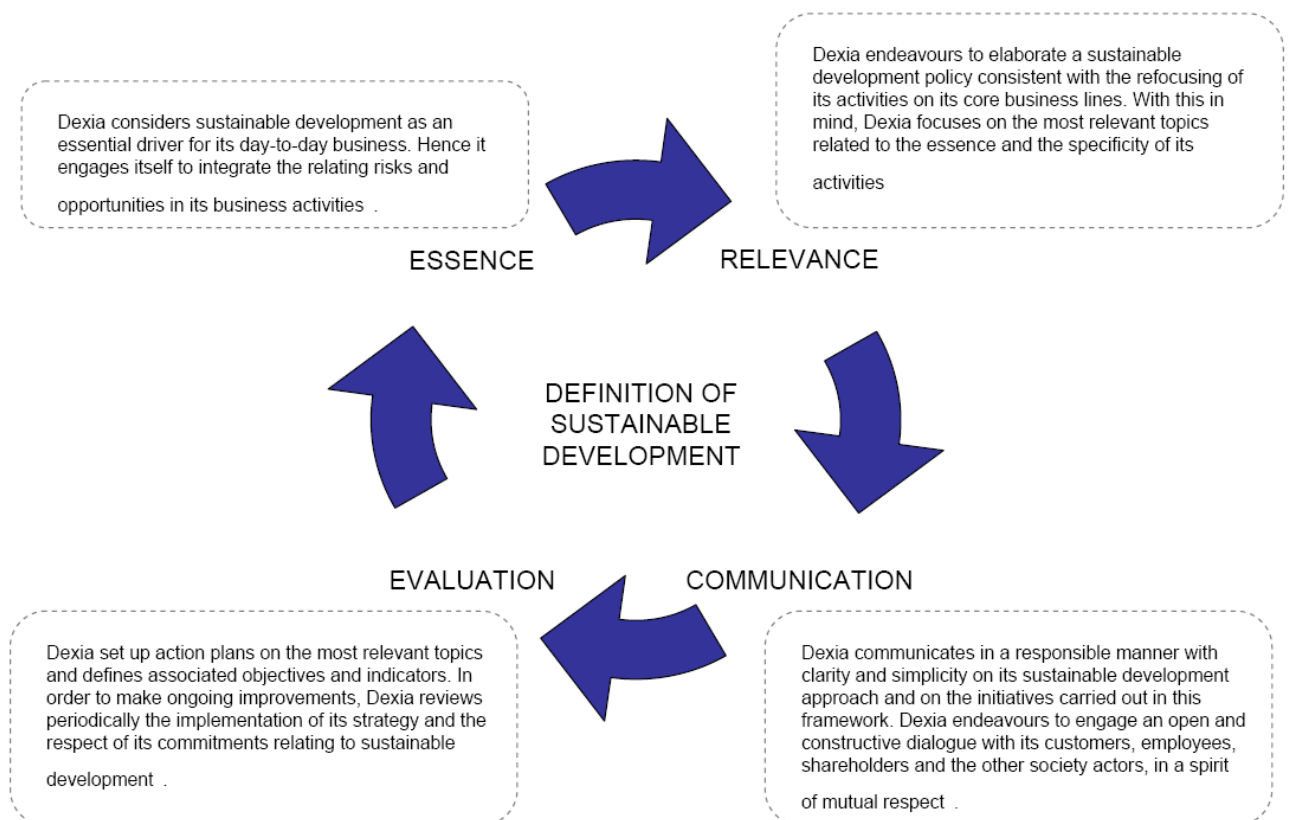 Dexia considers sustainable development as an
essential driver for its day-to-day business. Hence it
engages itself to integrate the relating risks and
opportunities in its business activities .
ESSENCE
Dexia endeavours to elaborate a sustainable
development policy consistent with the refocusing of
its activities on its core business lines. With this in
mind, Dexia focuses on the most relevant topics
related to the essence and the specificity of its
activities
RELEVANCE
DEFINITION OF
SUSTAINABLE
DEVELOPMENT
EVALUATION
Dexia set up action plans on the most relevant topics
and defines associated objectives and indicators. In
order to make ongoing improvements, Dexia reviews
periodically the implementation of its strategy and the
respect of its commitments relating to sustainable
development .
COMMUNICATION
Dexia communicates in a responsible manner with
clarity and simplicity on its sustainable development
approach and on the initiatives carried out in this
framework. Dexia endeavours to engage an open and
constructive dialogue with its customers, employees,
shareholders and the other society actors, in a spirit
of mutual respect .